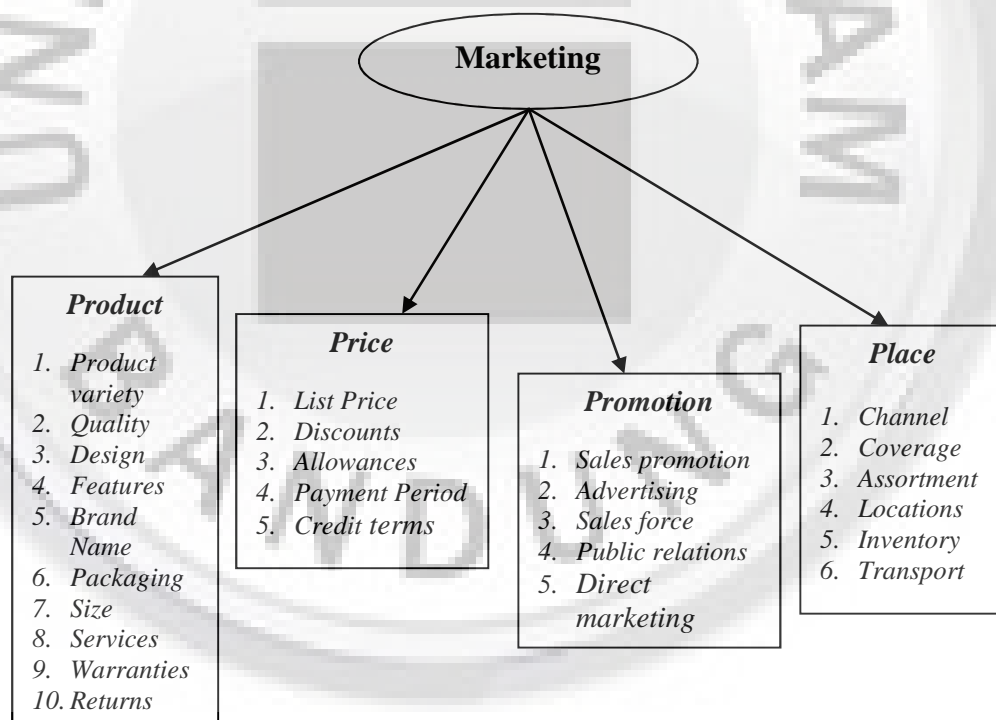 Marketing
Product
1. Product
variety
2. Quality
3. Design
4. Features
5. Brand
Name
6. Packaging
7. Size
8. Services
9. Warranties
10. Returns
Price
1. List Price
2. Discounts
3. Allowances
4. Payment Period
5. Credit terms
Promotion
1. Sales promotion
2. Advertising
3. Sales force
4. Public relations
5. Direct
marketing
Place
1. Channel
2. Coverage
3. Assortment
4. Locations
5. Inventory
6. Transport
BANDUNG